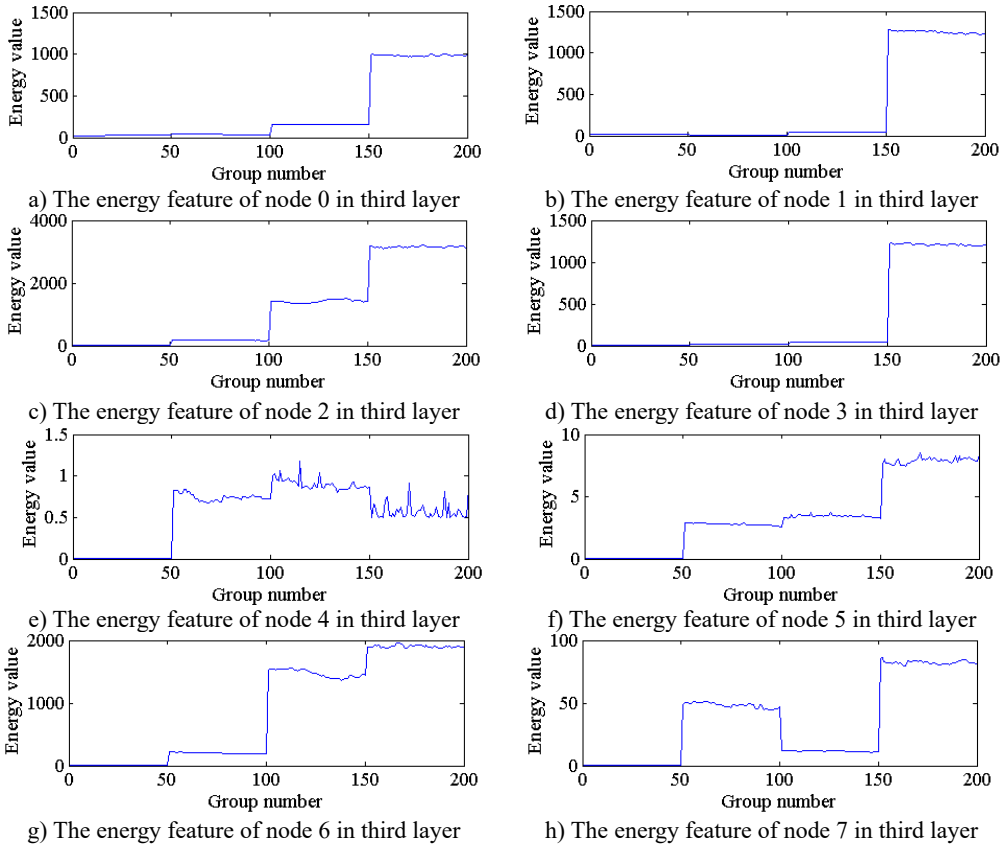 1500
1000
500
0
Energy value
0 50 100 150 200
Group number
a) The energy feature of node 0 in third layer
1500
1000
500
0
Energy value
0 50 100 150 200
Group number
b) The energy feature of node 1 in third layer
4000
2000
0
Energy value
0 50 100 150 200
Group number
c) The energy feature of node 2 in third layer
1500
1000
500
0
Energy value
0 50 100 150 200
Group number
d) The energy feature of node 3 in third layer
1.5
1
0.5
0
Energy value
0 50 100 150 200
Group number
e) The energy feature of node 4 in third layer
10
5
0
Energy value
0 50 100 150 200
Group number
f) The energy feature of node 5 in third layer
2000
1000
0
Energy value
0 50 100 150 200
Group number
g) The energy feature of node 6 in third layer
100
50
0
Energy value
0 50 100 150 200
Group number
h) The energy feature of node 7 in third layer